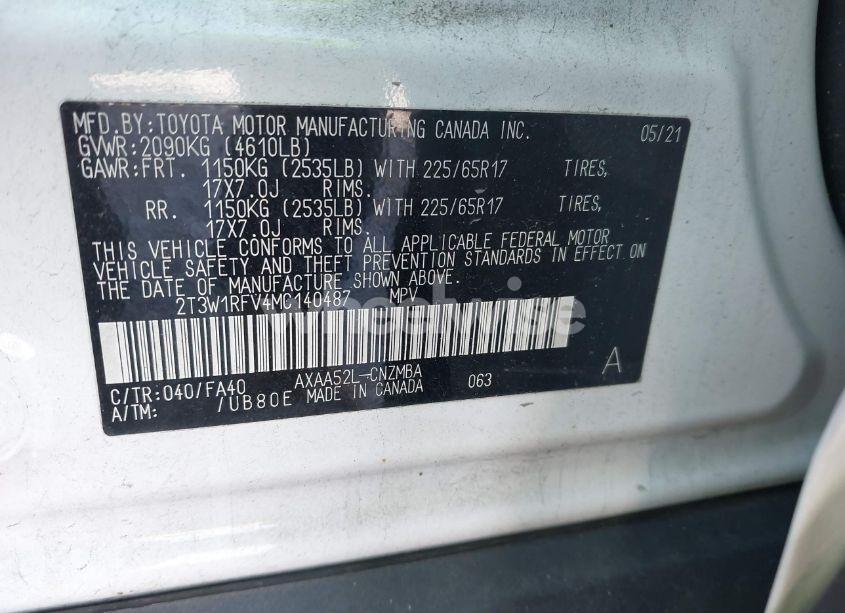 MFD.BY:TOYOTA MOTOR MANUFACTURING CANADA INC. 05/21
GVWR:2090KG (4610LB)
GAWR:FRT. 1150KG (2535LB) WITH 225/65R17 TIRES,
17X7.0J RIMS.
RR. 1150KG (2535LB) WITH 225/65R17 TIRES,
17X7.0J RIMS.
THIS VEHICLE CONFORMS TO ALL APPLICABLE FEDERAL MOTOR
VEHICLE SAFETY AND THEFT PREVENTION STANDARDS IN EFFECT ON
THE DATE OF MANUFACTURE SHOWN ABOVE.
2T3W1RFV4MC140487 MPV
wheelwise
A
C/TR:040/FA40 AXAA52L-CNZMBA 063
A/TM: /UB80E MADE IN CANADA